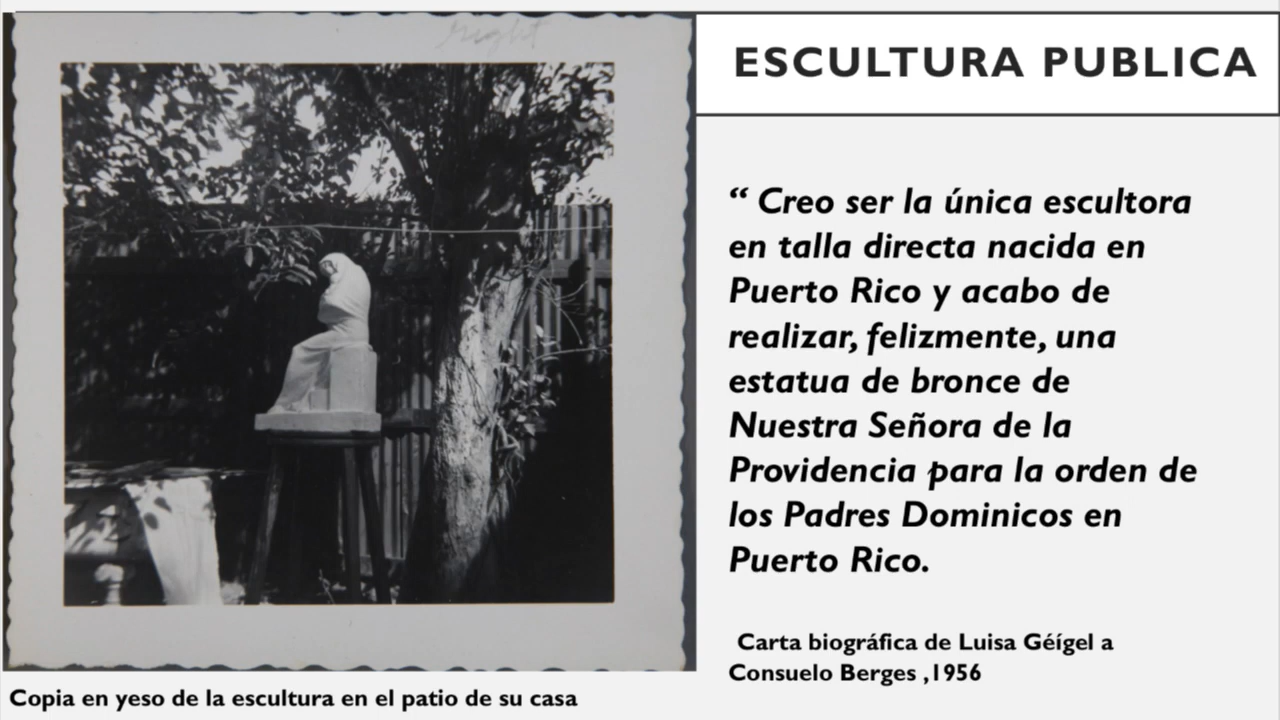 right
ESCULTURA PUBLICA
“ Creo ser la única escultora
en talla directa nacida en
Puerto Rico y acabo de
realizar, felizmente, una
estatua de bronce de
Nuestra Señora de la
Providencia para la orden de
los Padres Dominicos en
Puerto Rico.
Carta biográfica de Luisa Géígel a
Consuelo Berges ,1956
Copia en yeso de la escultura en el patio de su casa